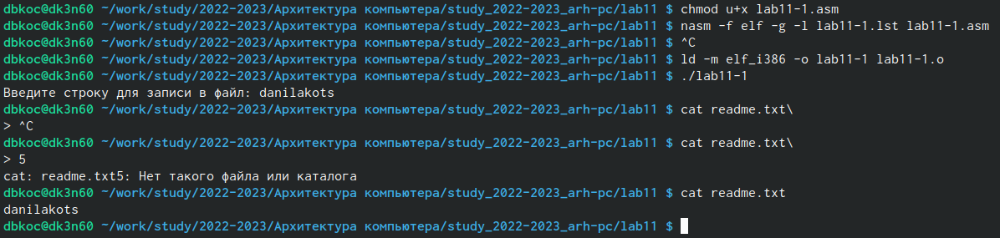 dbkoc@dk3n60 ~/work/study/2022-2023/Архитектура компьютера/study_2022-2023_arh-pc/lab11 $ chmod u+x lab11-1.asm
dbkoc@dk3n60 ~/work/study/2022-2023/Архитектура компьютера/study_2022-2023_arh-pc/lab11 $ nasm -f elf -g -l lab11-1.lst lab11-1.asm
dbkoc@dk3n60 ~/work/study/2022-2023/Архитектура компьютера/study_2022-2023_arh-pc/lab11 $ ^C
dbkoc@dk3n60 ~/work/study/2022-2023/Архитектура компьютера/study_2022-2023_arh-pc/lab11 $ ld -m elf_i386 -o lab11-1 lab11-1.o
dbkoc@dk3n60 ~/work/study/2022-2023/Архитектура компьютера/study_2022-2023_arh-pc/lab11 $ ./lab11-1
Введите строку для записи в файл: danilakots
dbkoc@dk3n60 ~/work/study/2022-2023/Архитектура компьютера/study_2022-2023_arh-pc/lab11 $ cat readme.txt\
> ^C
dbkoc@dk3n60 ~/work/study/2022-2023/Архитектура компьютера/study_2022-2023_arh-pc/lab11 $ cat readme.txt\
> 5
cat: readme.txt5: Нет такого файла или каталога
dbkoc@dk3n60 ~/work/study/2022-2023/Архитектура компьютера/study_2022-2023_arh-pc/lab11 $ cat readme.txt
danilakots
dbkoc@dk3n60 ~/work/study/2022-2023/Архитектура компьютера/study_2022-2023_arh-pc/lab11 $